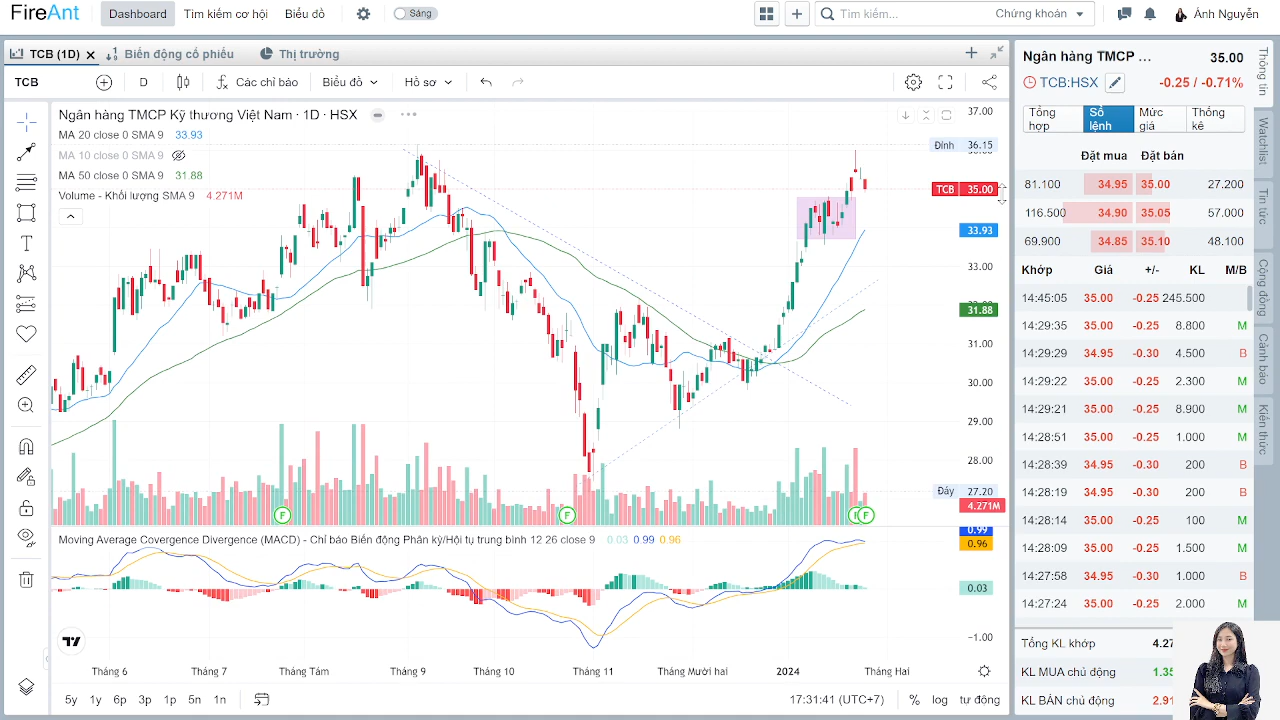 FireAnt
Dashboard Tìm kiếm cơ hội Biểu đồ Sáng Tìm kiếm... Chứng khoán Ánh Nguyễn
TCB (1D) Biến động cổ phiếu Thị trường
TCB D Các chỉ báo Biểu đồ Hồ sơ
Ngân hàng TMCP Kỹ thương Việt Nam · 1D · HSX
MA 20 close 0 SMA 9 33.93
MA 10 close 0 SMA 9
MA 50 close 0 SMA 9 31.88
Volume - Khối lượng SMA 9 4.271M
37.00
Đỉnh 36.15
TCB 35.00
33.93
33.00
31.88
31.00
30.00
29.00
28.00
Đáy 27.20
4.271M
F F F
Moving Average Covergence Divergence (MACD) - Chỉ báo Biến động Phân kỳ/Hội tụ trung bình 12 26 close 9 0.03 0.99 0.96
0.99
0.96
0.03
−1.00
Tháng 6 Tháng 7 Tháng Tám Tháng 9 Tháng 10 Tháng 11 Tháng Mười hai 2024 Tháng Hai
5y 1y 6p 3p 1p 5n 1n 17:31:41 (UTC+7) % log tự động
Ngân hàng TMCP ... 35.00
TCB:HSX -0.25 / -0.71%
Tổng hợp Sổ lệnh Mức giá Thống kê
Đặt mua Đặt bán
81.100 34.95 35.00 27.200
116.500 34.90 35.05 57.000
69.900 34.85 35.10 48.100
Khớp Giá +/- KL M/B
14:45:05 35.00 -0.25 245.500
14:29:35 35.00 -0.25 8.800 M
14:29:29 34.95 -0.30 4.500 B
14:29:22 35.00 -0.25 2.300 M
14:29:21 35.00 -0.25 8.900 M
14:28:51 35.00 -0.25 1.000 M
14:28:39 34.95 -0.30 200 B
14:28:19 34.95 -0.30 200 B
14:28:14 35.00 -0.25 100 M
14:28:09 35.00 -0.25 1.500 M
14:27:58 34.95 -0.30 1.000 B
14:27:24 35.00 -0.25 2.000 M
Tổng KL khớp 4.27
KL MUA chủ động 1.35
KL BÁN chủ động 2.91
Thông tin
Watchlist
Tin tức
Cộng đồng
Cảnh báo
Kiến thức